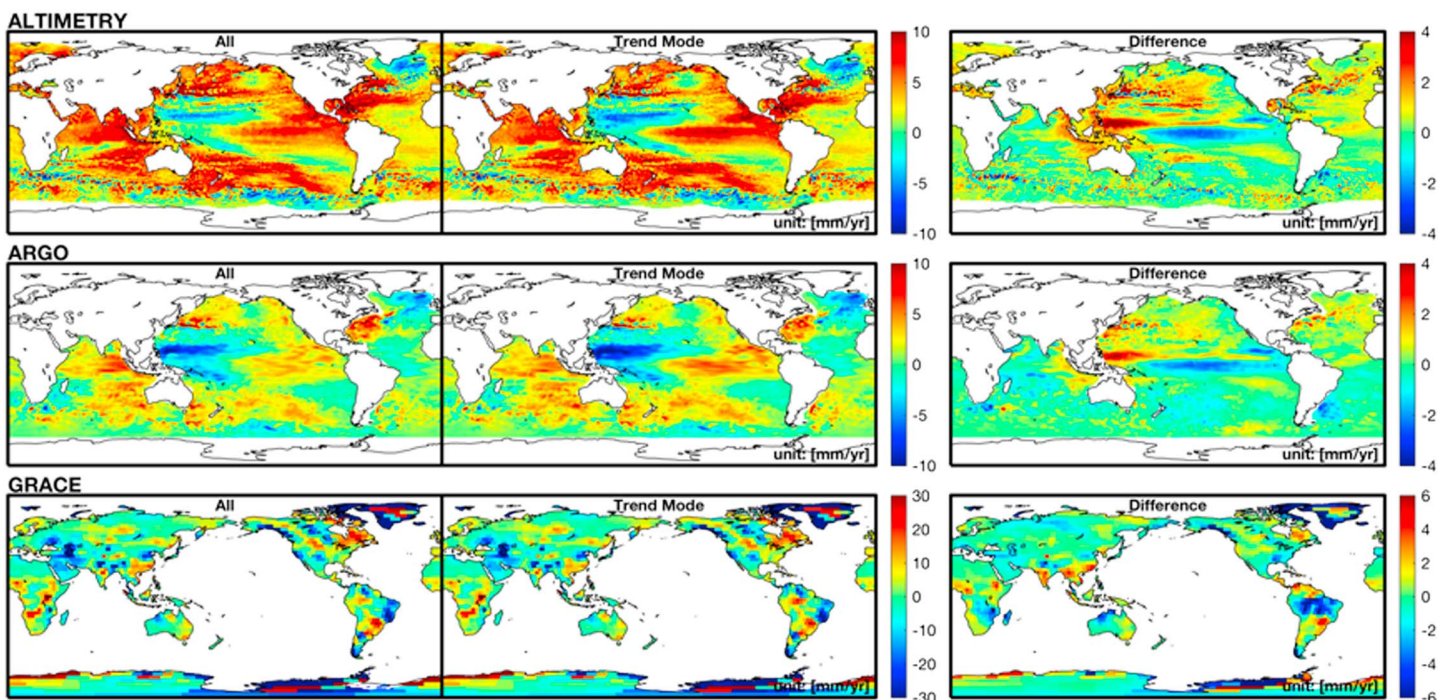 ALTIMETRY
All
Trend Mode
Difference
10
5
0
-5
-10
4
2
0
-2
-4
unit: [mm/yr]
unit: [mm/yr]
ARGO
All
Trend Mode
Difference
10
5
0
-5
-10
4
2
0
-2
-4
unit: [mm/yr]
unit: [mm/yr]
GRACE
All
Trend Mode
Difference
30
20
10
0
-10
-20
-30
6
4
2
0
-2
-4
-6
unit: [mm/yr]
unit: [mm/yr]